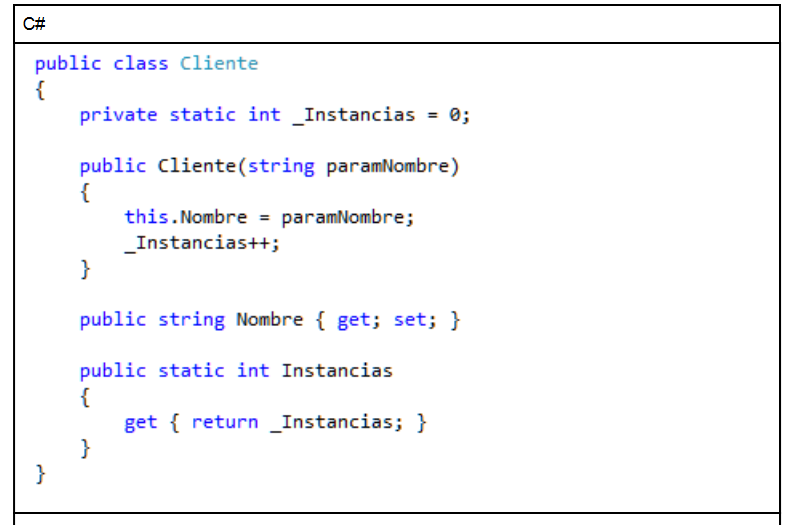 C#
public class Cliente
{
    private static int _Instancias = 0;

    public Cliente(string paramNombre)
    {
        this.Nombre = paramNombre;
        _Instancias++;
    }

    public string Nombre { get; set; }

    public static int Instancias
    {
        get { return _Instancias; }
    }
}